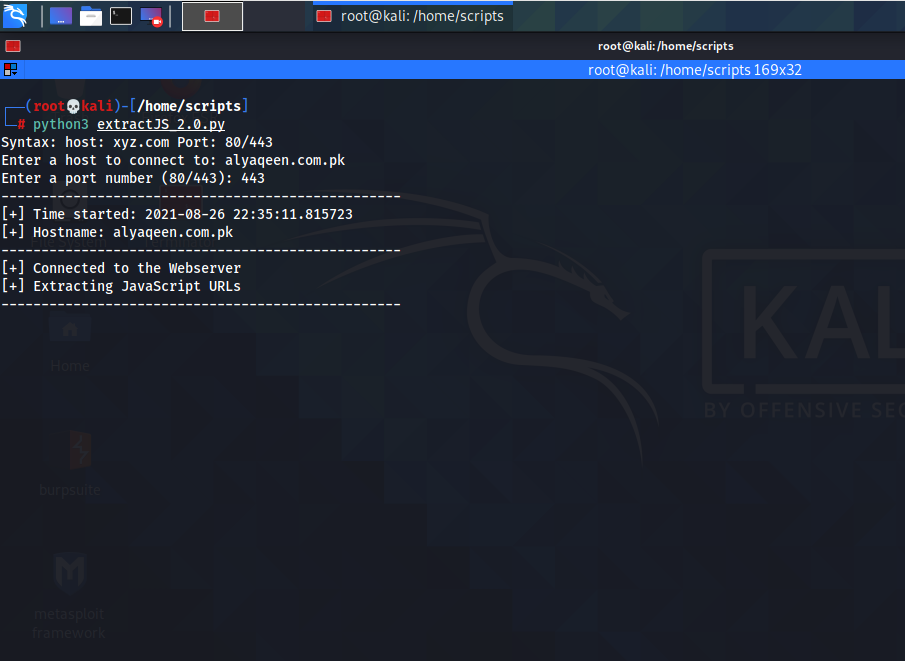 root@kali: /home/scripts
root@kali: /home/scripts
root@kali: /home/scripts 169x32
┌──(root💀kali)-[/home/scripts]
└─# python3 extractJS_2.0.py
Syntax: host: xyz.com Port: 80/443
Enter a host to connect to: alyaqeen.com.pk
Enter a port number (80/443): 443
--------------------------------------------------
[+] Time started: 2021-08-26 22:35:11.815723
[+] Hostname: alyaqeen.com.pk
--------------------------------------------------
[+] Connected to the Webserver
[+] Extracting JavaScript URLs
--------------------------------------------------
File System
Home
KAL
BY OFFENSIVE SEC
burpsuite
metasploit
framework